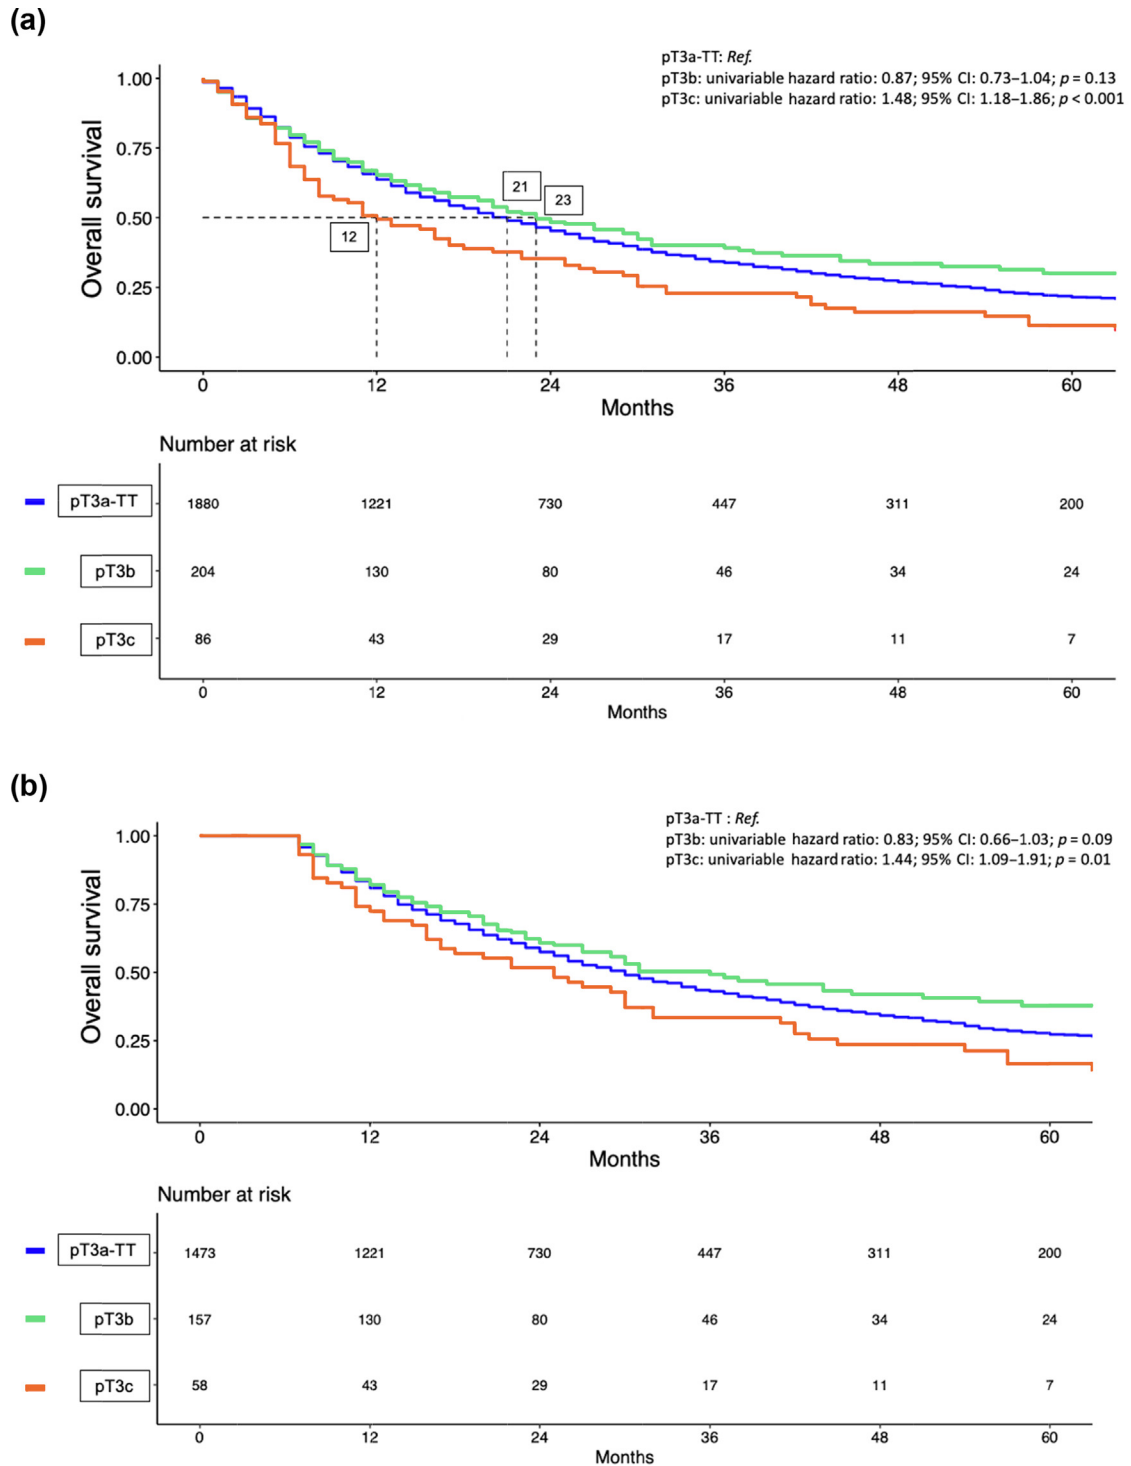 (a)
pT3a-TT: Ref.
pT3b: univariable hazard ratio: 0.87; 95% CI: 0.73–1.04; p = 0.13
pT3c: univariable hazard ratio: 1.48; 95% CI: 1.18–1.86; p < 0.001
Overall survival
1.00
0.75
0.50
0.25
0.00
21
23
12
0 12 24 36 48 60
Months
Number at risk
pT3a-TT 1880 1221 730 447 311 200
pT3b 204 130 80 46 34 24
pT3c 86 43 29 17 11 7
0 12 24 36 48 60
Months
(b)
pT3a-TT : Ref.
pT3b: univariable hazard ratio: 0.83; 95% CI: 0.66–1.03; p = 0.09
pT3c: univariable hazard ratio: 1.44; 95% CI: 1.09–1.91; p = 0.01
Overall survival
1.00
0.75
0.50
0.25
0.00
0 12 24 36 48 60
Months
Number at risk
pT3a-TT 1473 1221 730 447 311 200
pT3b 157 130 80 46 34 24
pT3c 58 43 29 17 11 7
0 12 24 36 48 60
Months